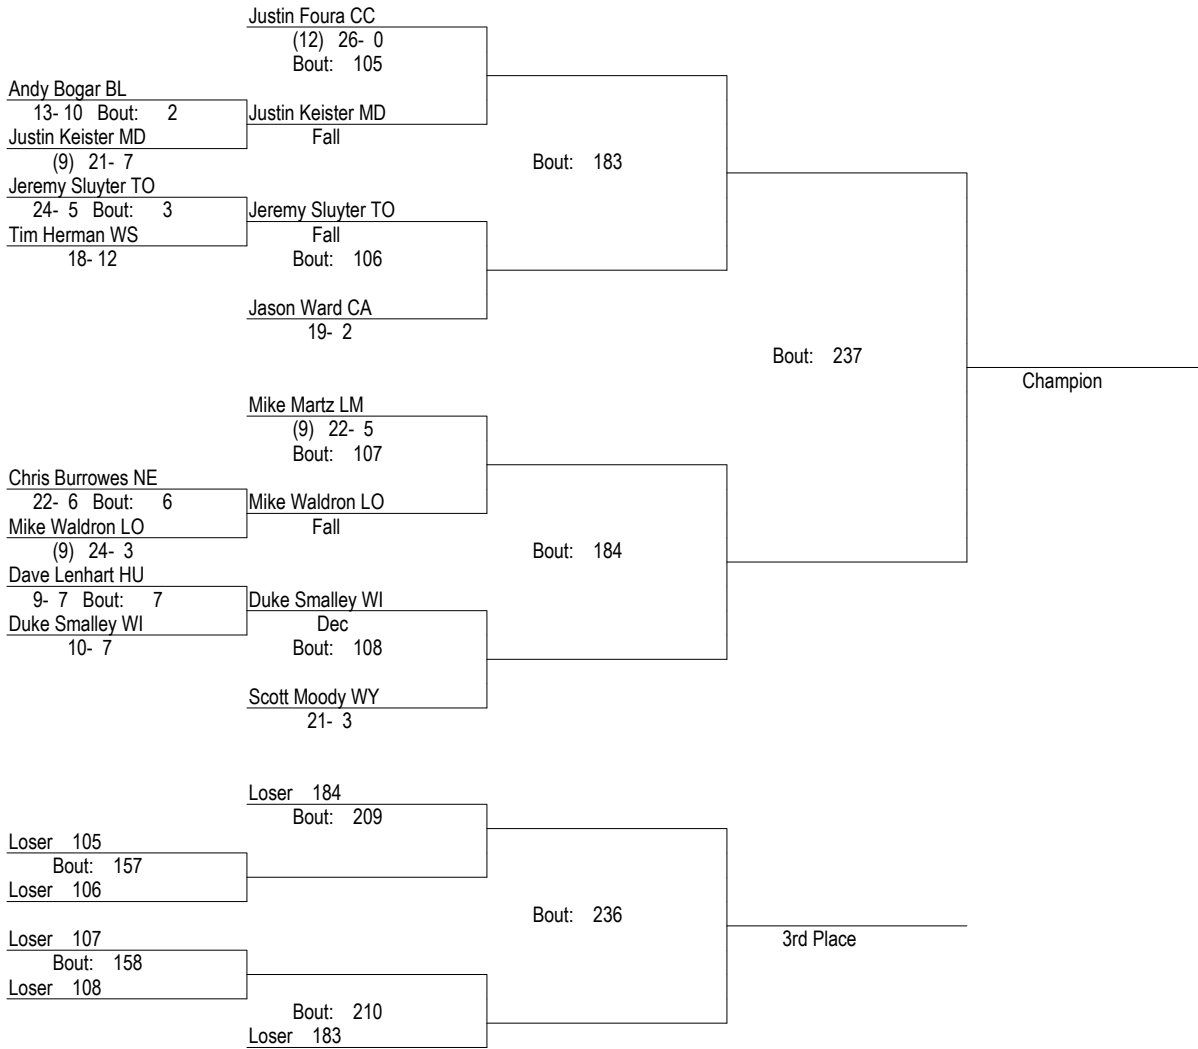 Justin Foura CC
(12) 26- 0
Bout: 105
Andy Bogar BL
13- 10 Bout: 2
Justin Keister MD
Justin Keister MD
Fall
(9) 21- 7
Bout: 183
Jeremy Sluyter TO
24- 5 Bout: 3
Jeremy Sluyter TO
Tim Herman WS
Fall
18- 12
Bout: 106
Jason Ward CA
19- 2
Bout: 237
Champion
Mike Martz LM
(9) 22- 5
Bout: 107
Chris Burrowes NE
22- 6 Bout: 6
Mike Waldron LO
Mike Waldron LO
Fall
(9) 24- 3
Bout: 184
Dave Lenhart HU
9- 7 Bout: 7
Duke Smalley WI
Duke Smalley WI
Dec
10- 7
Bout: 108
Scott Moody WY
21- 3
Loser 184
Bout: 209
Loser 105
Bout: 157
Loser 106
Bout: 236
Loser 107
3rd Place
Bout: 158
Loser 108
Bout: 210
Loser 183